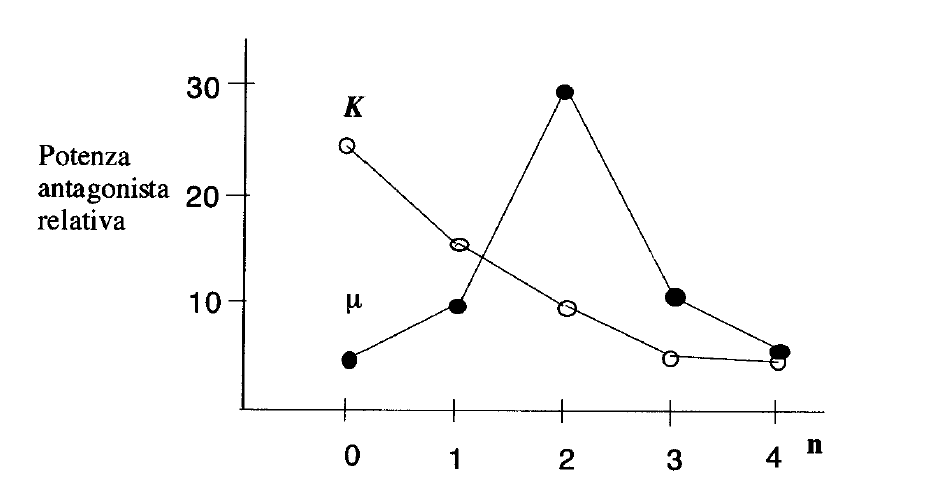 30
K
Potenza
antagonista
relativa
20
10
μ
0 1 2 3 4 n